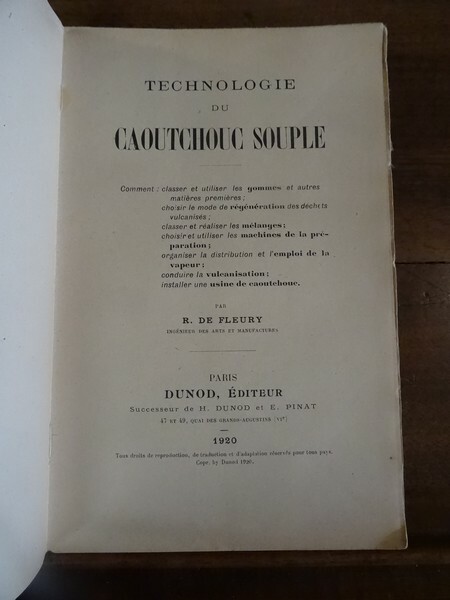 TECHNOLOGIE
DU
CAOUTCHOUC SOUPLE
Comment : classer et utiliser les gommes et autres
matières premières ;
choisir le mode de régénération des déchets
vulcanisés ;
classer et réaliser les mélanges ;
choisir et utiliser les machines de la pré-
paration ;
organiser la distribution et l'emploi de la
vapeur ;
conduire la vulcanisation ;
installer une usine de caoutchouc.
PAR
R. DE FLEURY
INGÉNIEUR DES ARTS ET MANUFACTURES
PARIS
DUNOD, ÉDITEUR
Successeur de H. DUNOD et E. PINAT
47 ET 49, QUAI DES GRANDS-AUGUSTINS (VIe)
1920
Tous droits de reproduction, de traduction et d'adaptation réservés pour tous pays.
Copr. by Dunod 1920.